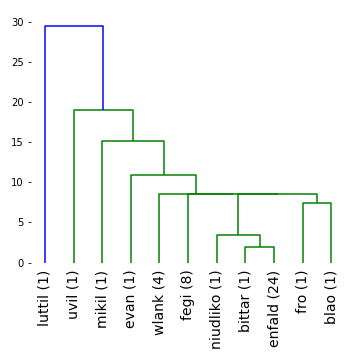 30
25
20
15
10
5
0
luttil (1)
uvil (1)
mikil (1)
evan (1)
wlank (4)
fegi (8)
niudliko (1)
bittar (1)
enfald (24)
fro (1)
blao (1)